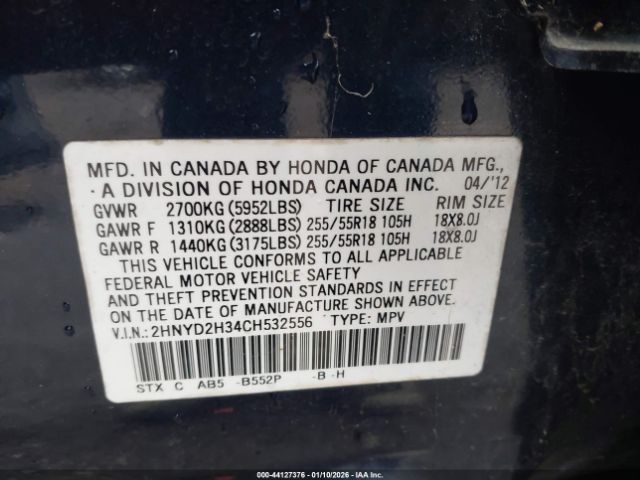 MFD. IN CANADA BY HONDA OF CANADA MFG.,
A DIVISION OF HONDA CANADA INC. 04/'12
GVWR 2700KG (5952LBS) TIRE SIZE RIM SIZE
GAWR F 1310KG (2888LBS) 255/55R18 105H 18X8.0J
GAWR R 1440KG (3175LBS) 255/55R18 105H 18X8.0J
THIS VEHICLE CONFORMS TO ALL APPLICABLE
FEDERAL MOTOR VEHICLE SAFETY
AND THEFT PREVENTION STANDARDS IN EFFECT
ON THE DATE OF MANUFACTURE SHOWN ABOVE.
V.I.N.: 2HNYD2H34CH532556 TYPE: MPV
STX C AB5 -B552P -B -H
000-44127376 - 01/10/2026 - IAA Inc.